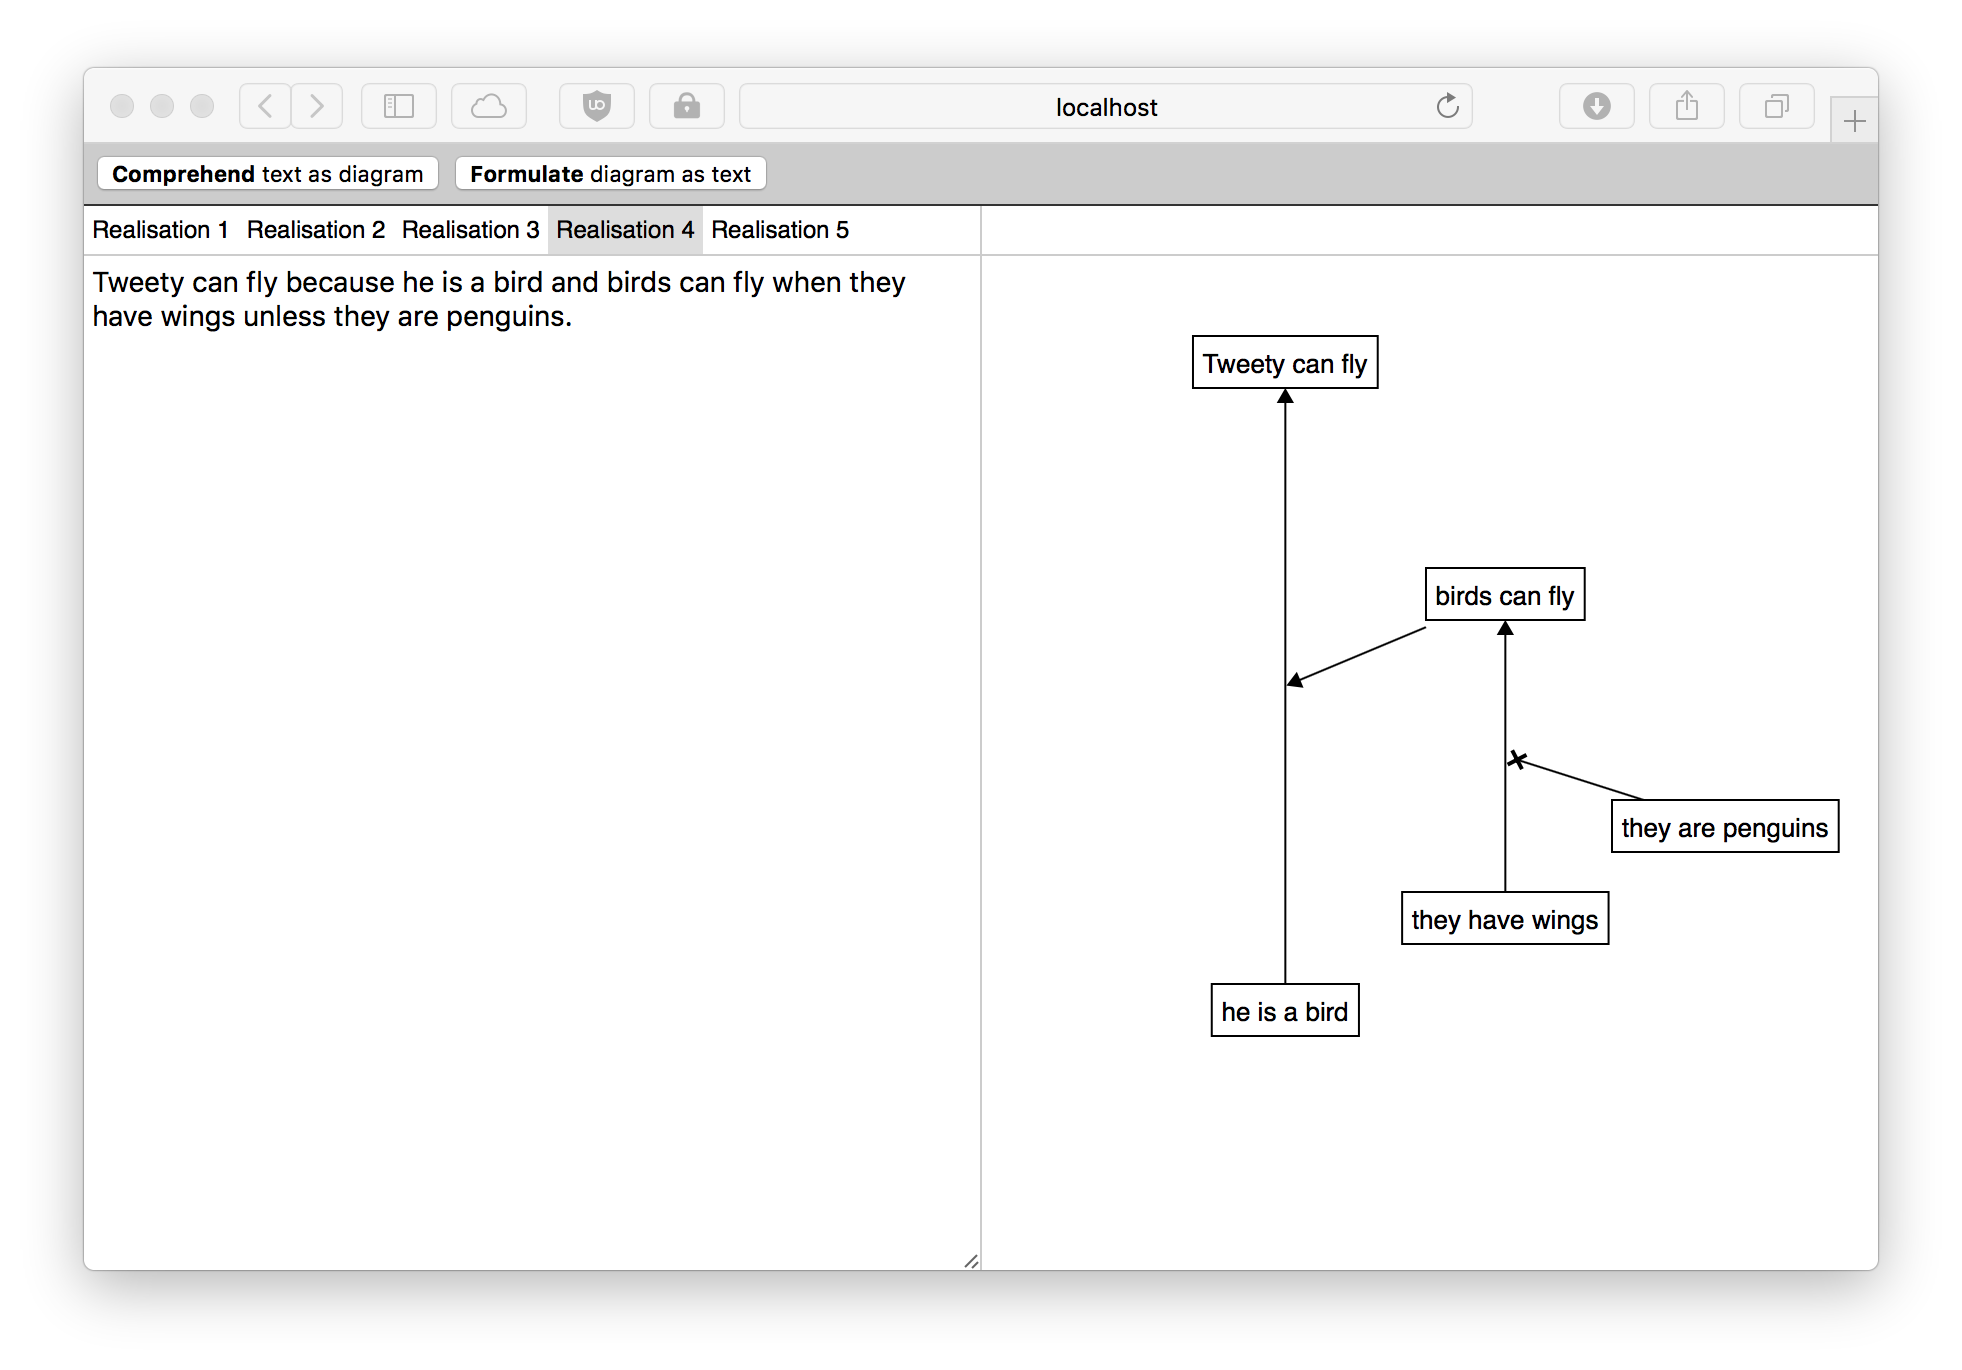 localhost
Comprehend text as diagram
Formulate diagram as text
Realisation 1
Realisation 2
Realisation 3
Realisation 4
Realisation 5
Tweety can fly because he is a bird and birds can fly when they
have wings unless they are penguins.
Tweety can fly
birds can fly
they are penguins
they have wings
he is a bird